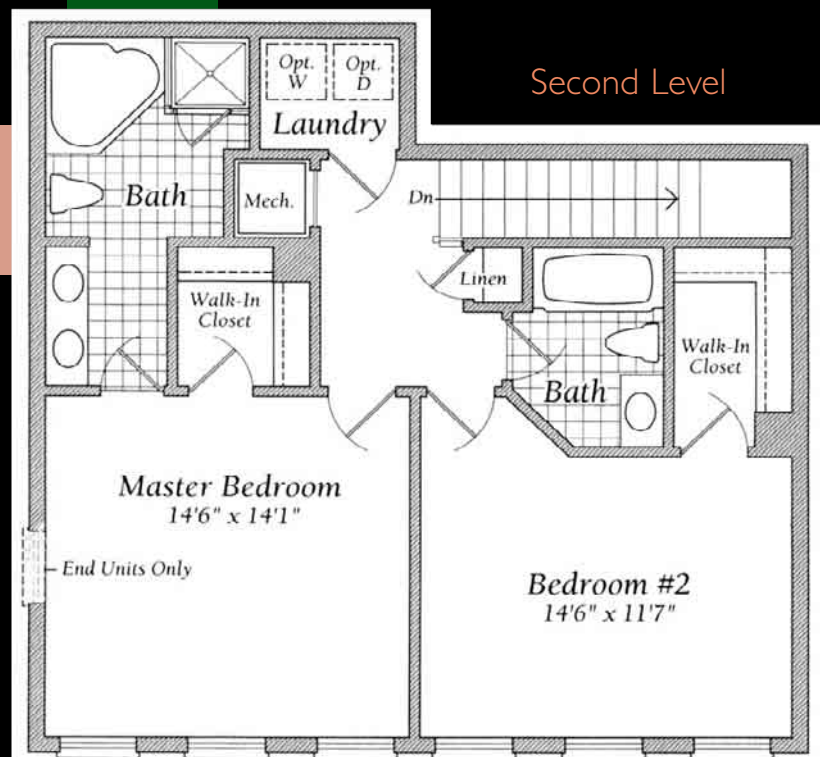 Second Level
Opt.
W
Opt.
D
Laundry
Bath
Mech.
Dn
Linen
Walk-In
Closet
Walk-In
Closet
Bath
Master Bedroom
14'6" x 14'1"
End Units Only
Bedroom #2
14'6" x 11'7"